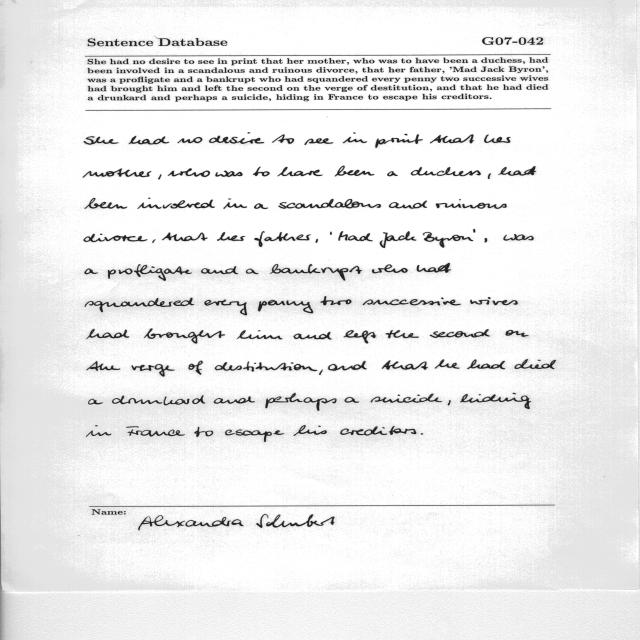 Sentence Database G07-042
She had no desire to see in print that her mother, who was to have been a duchess, had
been involved in a scandalous and ruinous divorce, that her father, 'Mad Jack Byron',
was a profligate and a bankrupt who had squandered every penny two successive wives
had brought him and left the second on the verge of destitution, and that he had died
a drunkard and perhaps a suicide, hiding in France to escape his creditors.
She had no desire to see in print that her
mother, who was to have been a duchess, had
been involved in a scandalous and ruinous
divorce, that her father, 'Mad Jack Byron', was
a profligate and a bankrupt who had
squandered every penny two successive wives
had brought him and left the second on
the verge of destitution, and that he had died
a drunkard and perhaps a suicide, hiding
in France to escape his creditors.
Name: Alexandra Schubert